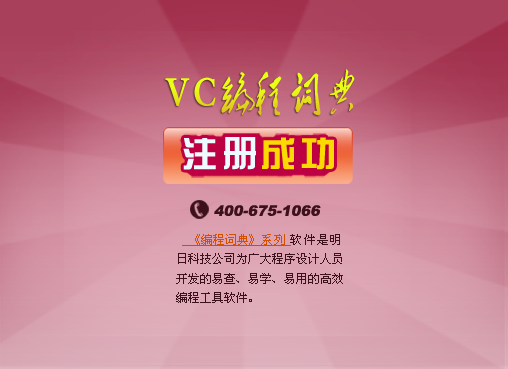 VC编程词典
注册成功
400-675-1066
《编程词典》系列软件是明
日科技公司为广大程序设计人员
开发的易查、易学、易用的高效
编程工具软件。